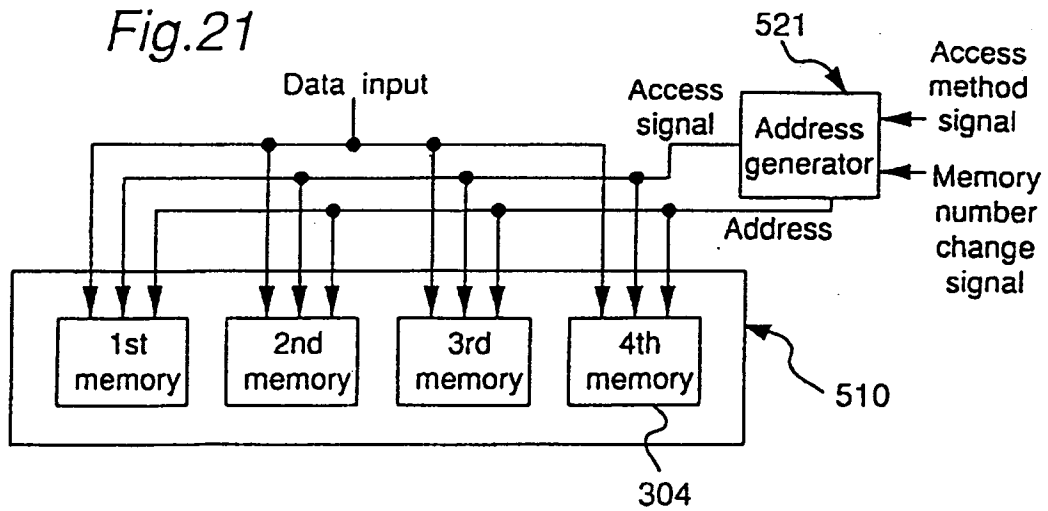 Fig.21
521
Data input
Access
signal
Address
generator
Access
method
signal
Memory
number
change
signal
Address
1st
memory
2nd
memory
3rd
memory
4th
memory
510
304